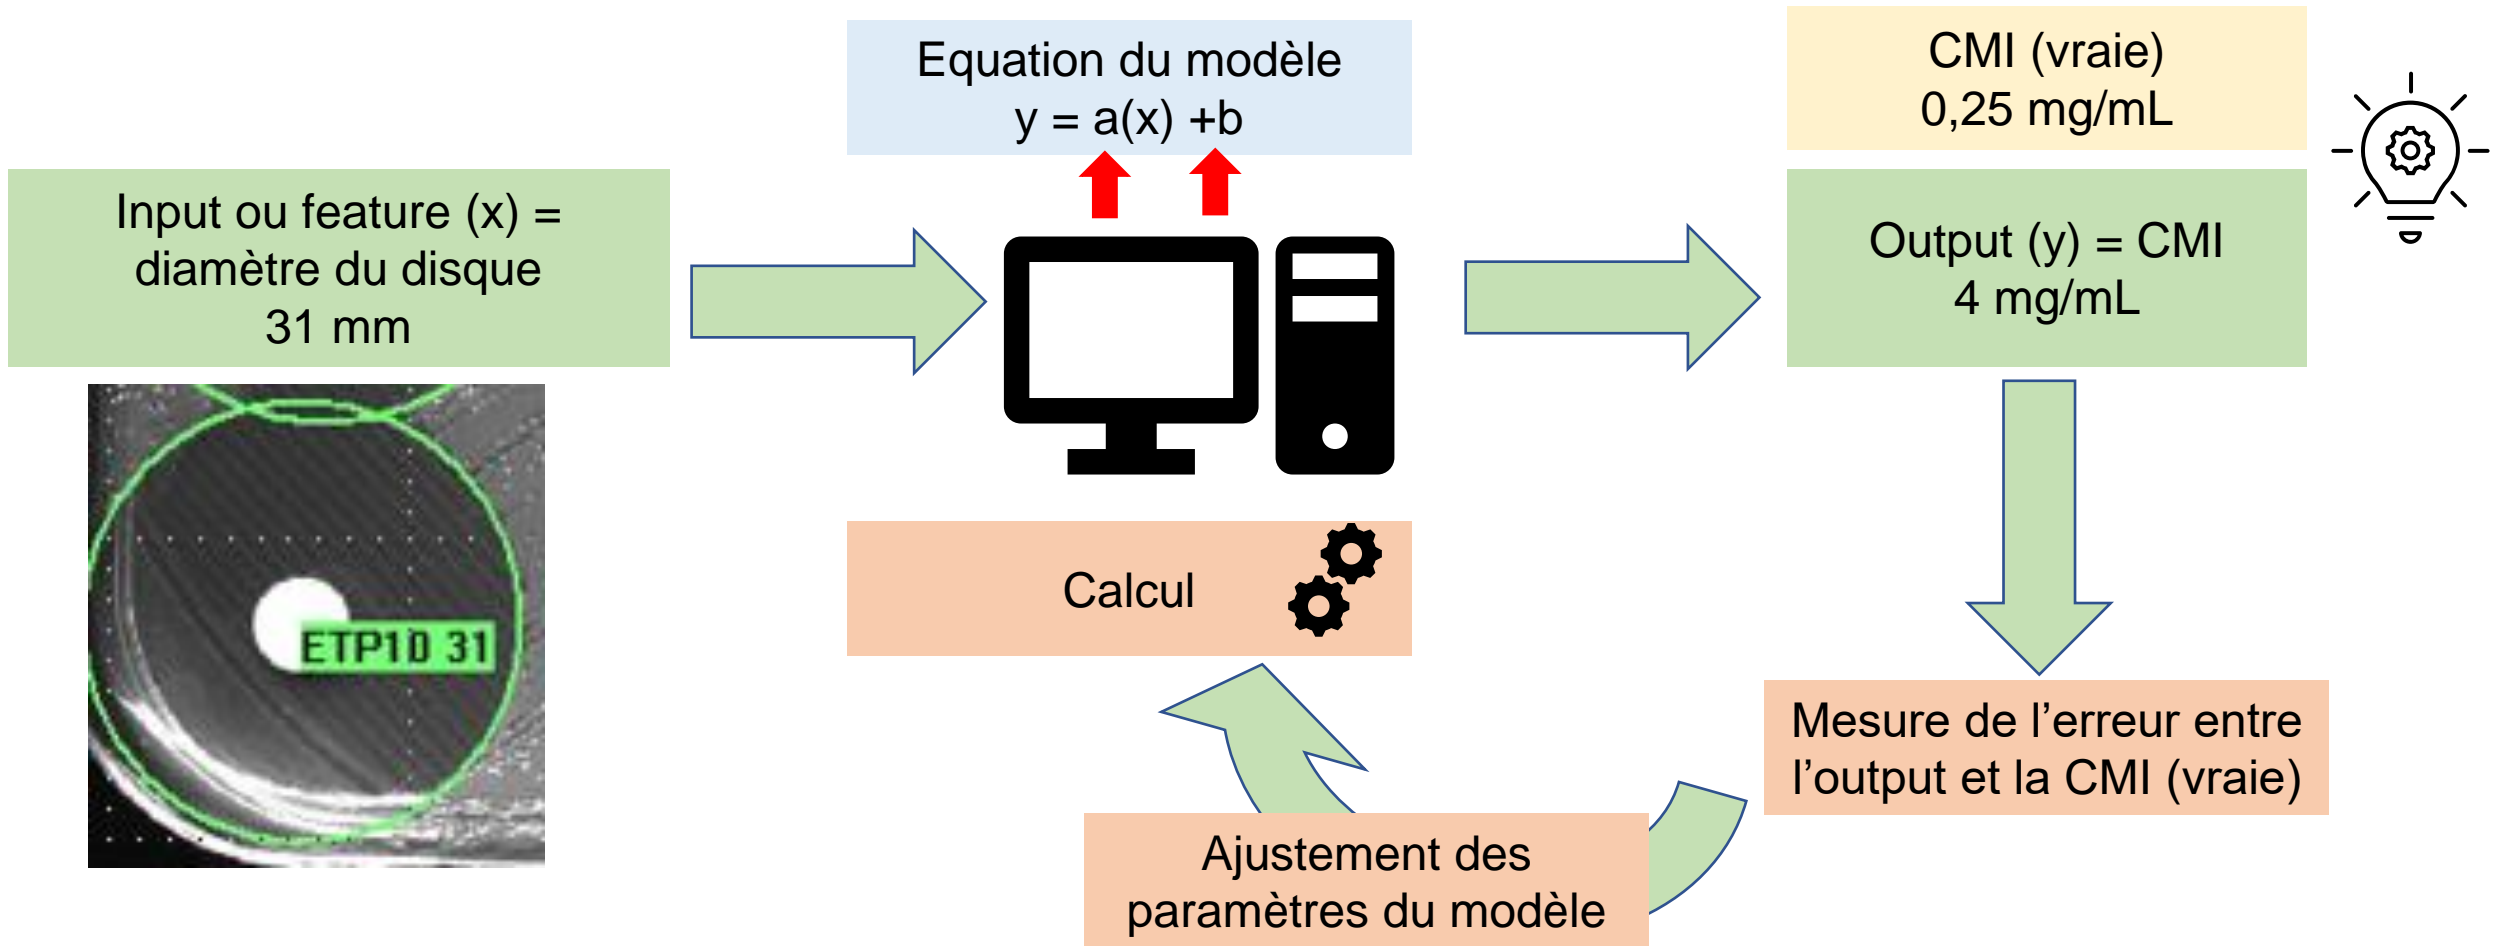 Input ou feature (x) =
diamètre du disque
31 mm
ETP10 31
Equation du modèle
y = a(x) +b
Calcul
CMI (vraie)
0,25 mg/mL
Output (y) = CMI
4 mg/mL
Mesure de l’erreur entre
l’output et la CMI (vraie)
Ajustement des
paramètres du modèle